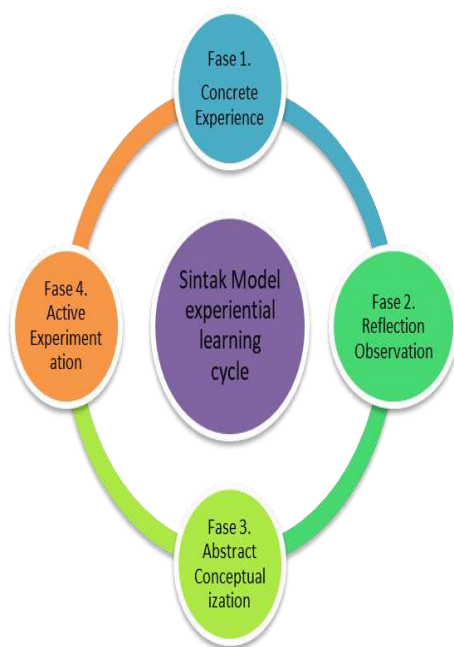 Fase 1.
Concrete
Experience
Sintak Model
experiential
learning
cycle
Fase 2.
Reflection
Observation
Fase 3.
Abstract
Conceptual
ization
Fase 4.
Active
Experiment
ation